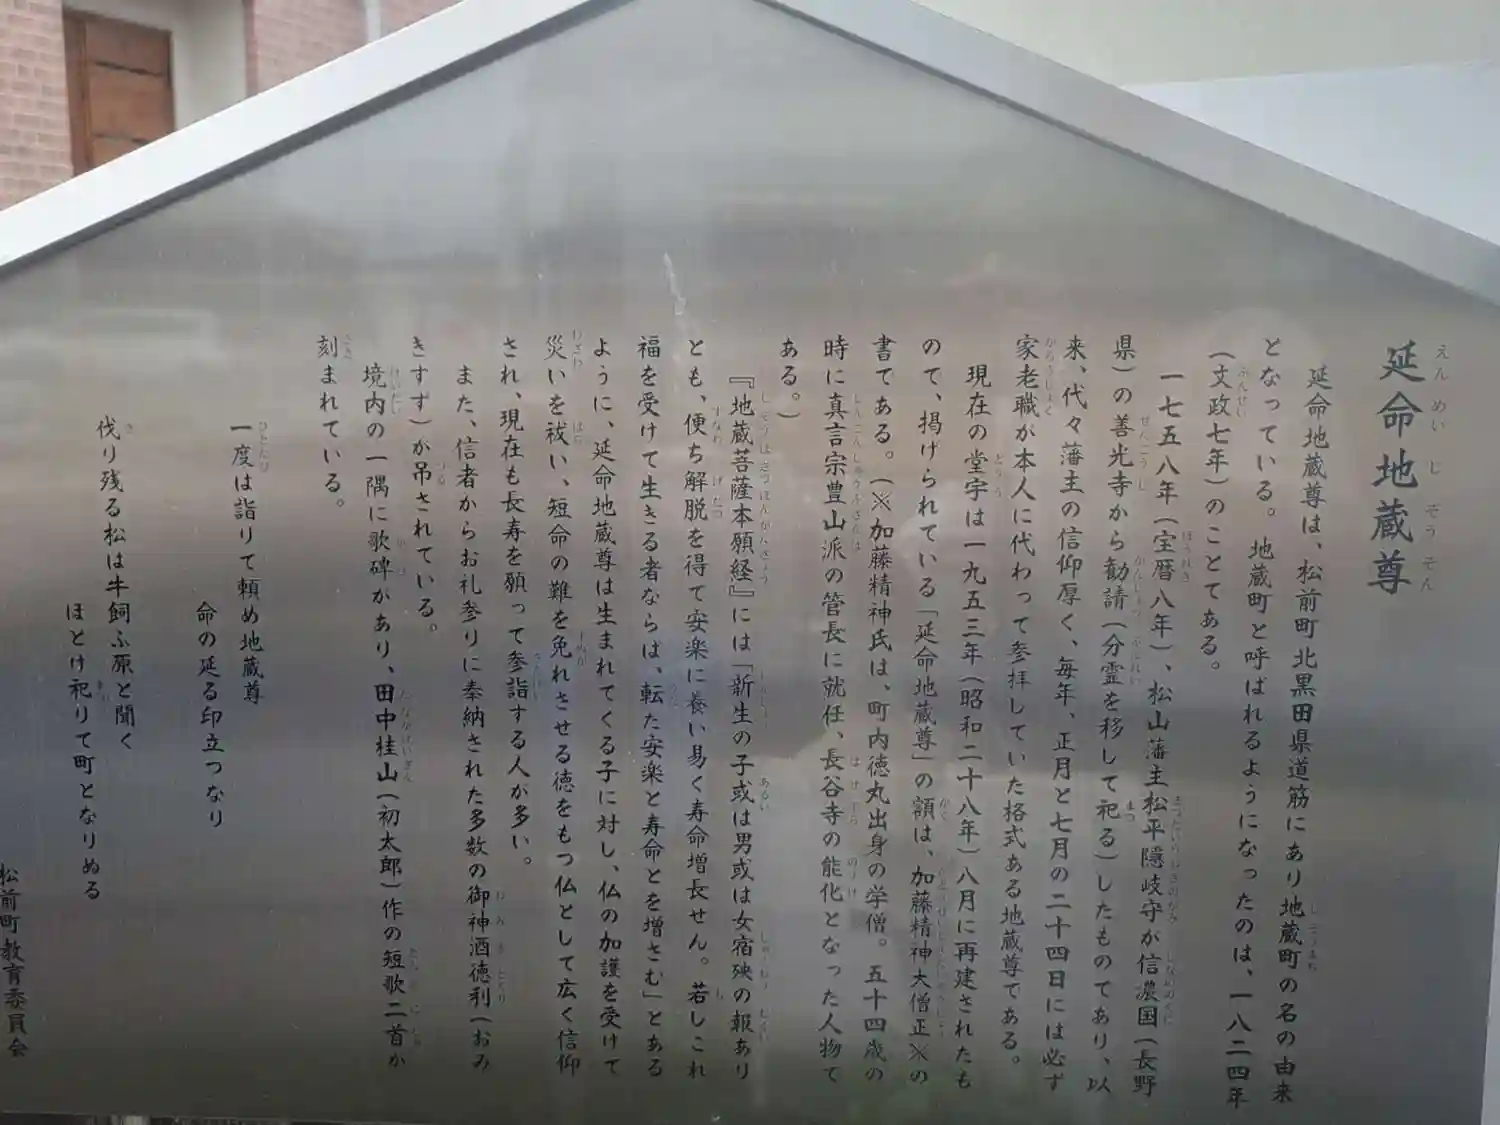 延命地蔵尊
延命地蔵尊は、松前町北黒田県道筋にあり地蔵町の名の由来
となっている。地蔵町と呼ばれるようになったのは、一八二四年
（文政七年）のことである。
一七五八年（宝暦八年）、松山藩主松平隠岐守が信濃国（長野
県）の善光寺から勧請（分霊を移して祀る）したものであり、以
来、代々藩主の信仰厚く、毎年、正月と七月の二十四日には必ず
家老職が本人に代わって参拝していた格式ある地蔵尊である。
現在の堂宇は一九五三年（昭和二十八年）八月に再建されたも
ので、掲げられている「延命地蔵尊」の額は、加藤精神大僧正※の
書である。（※加藤精神氏は、町内徳丸出身の学僧。五十四歳の
時に真言宗豊山派の管長に就任、長谷寺の能化となった人物で
ある。）
『地蔵菩薩本願経』には「新生の子或は男或は女宿殃の報あり
とも、便ち解脱を得て安楽に養い易く寿命増長せん。若しこれ
福を受けて生きる者ならば、転た安楽と寿命とを増さむ」とある
ように、延命地蔵尊は生まれてくる子に対し、仏の加護を受けて
災いを祓い、短命の難を免れさせる徳をもつ仏として広く信仰
され、現在も長寿を願って参詣する人が多い。
また、信者からお礼参りに奉納された多数の御神酒徳利（おみ
きすず）が吊されている。
境内の一隅に歌碑があり、田中桂山（初太郎）作の短歌二首が
刻まれている。
一度は詣りて頼め地蔵尊
命の延る印立つなり
伐り残る松は牛飼ふ原と聞く
ほとけ祀りて町となりぬる
松前町教育委員会